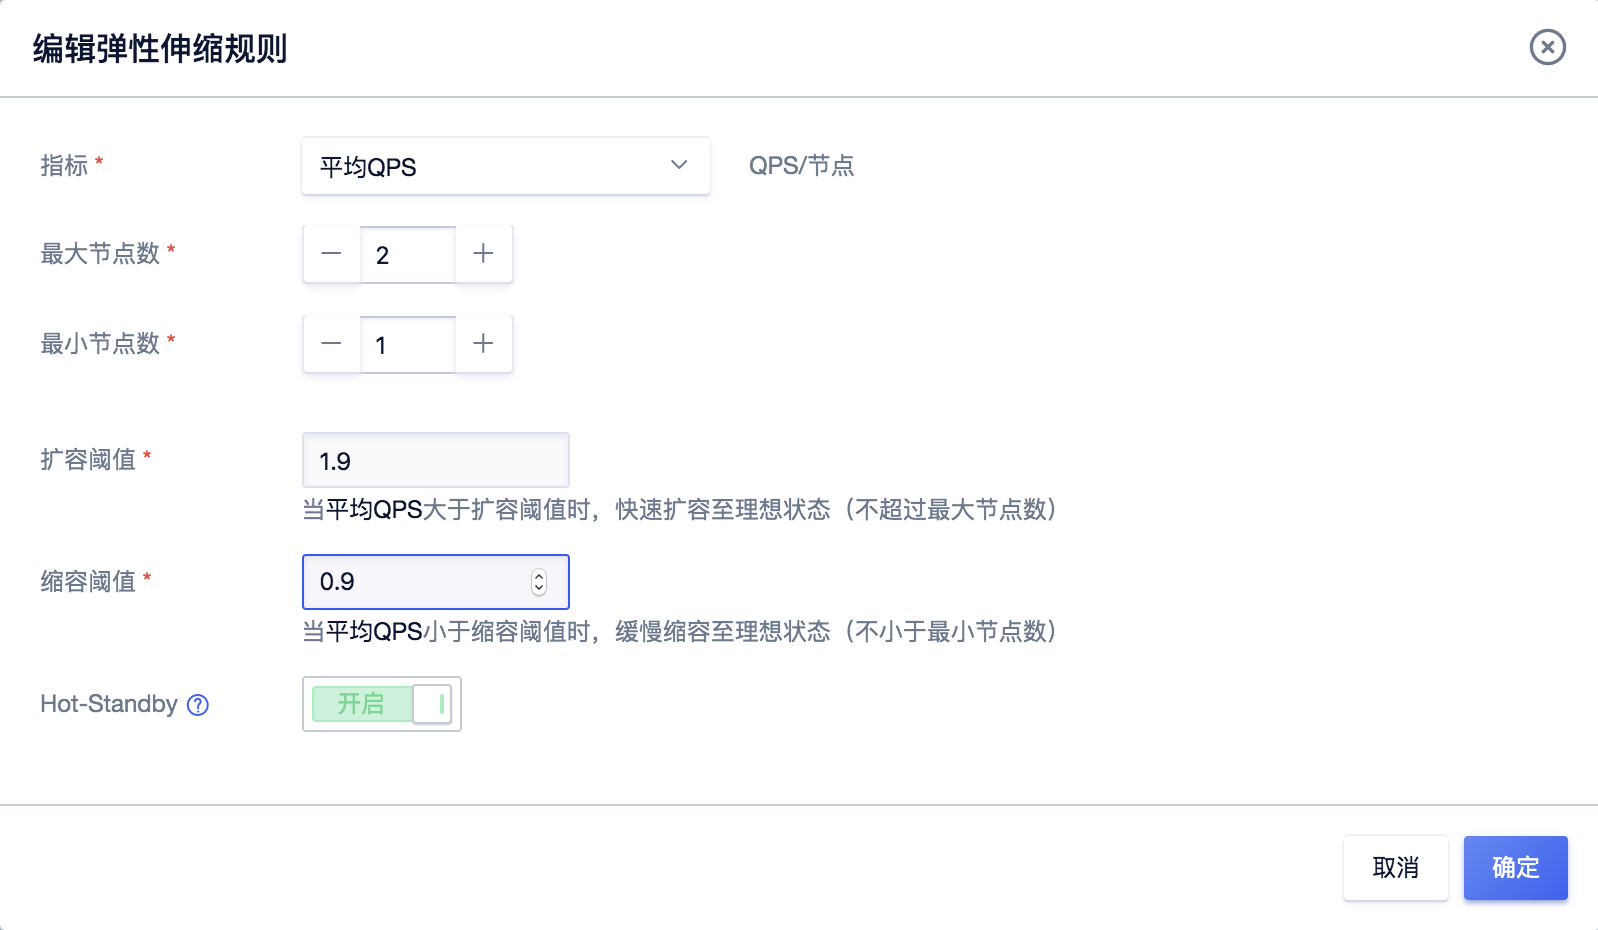 编辑弹性伸缩规则
指标 * 平均QPS QPS/节点
最大节点数 * 2
最小节点数 * 1
扩容阈值 * 1.9
当平均QPS大于扩容阈值时，快速扩容至理想状态（不超过最大节点数）
缩容阈值 * 0.9
当平均QPS小于缩容阈值时，缓慢缩容至理想状态（不小于最小节点数）
Hot-Standby ? 开启
取消 确定